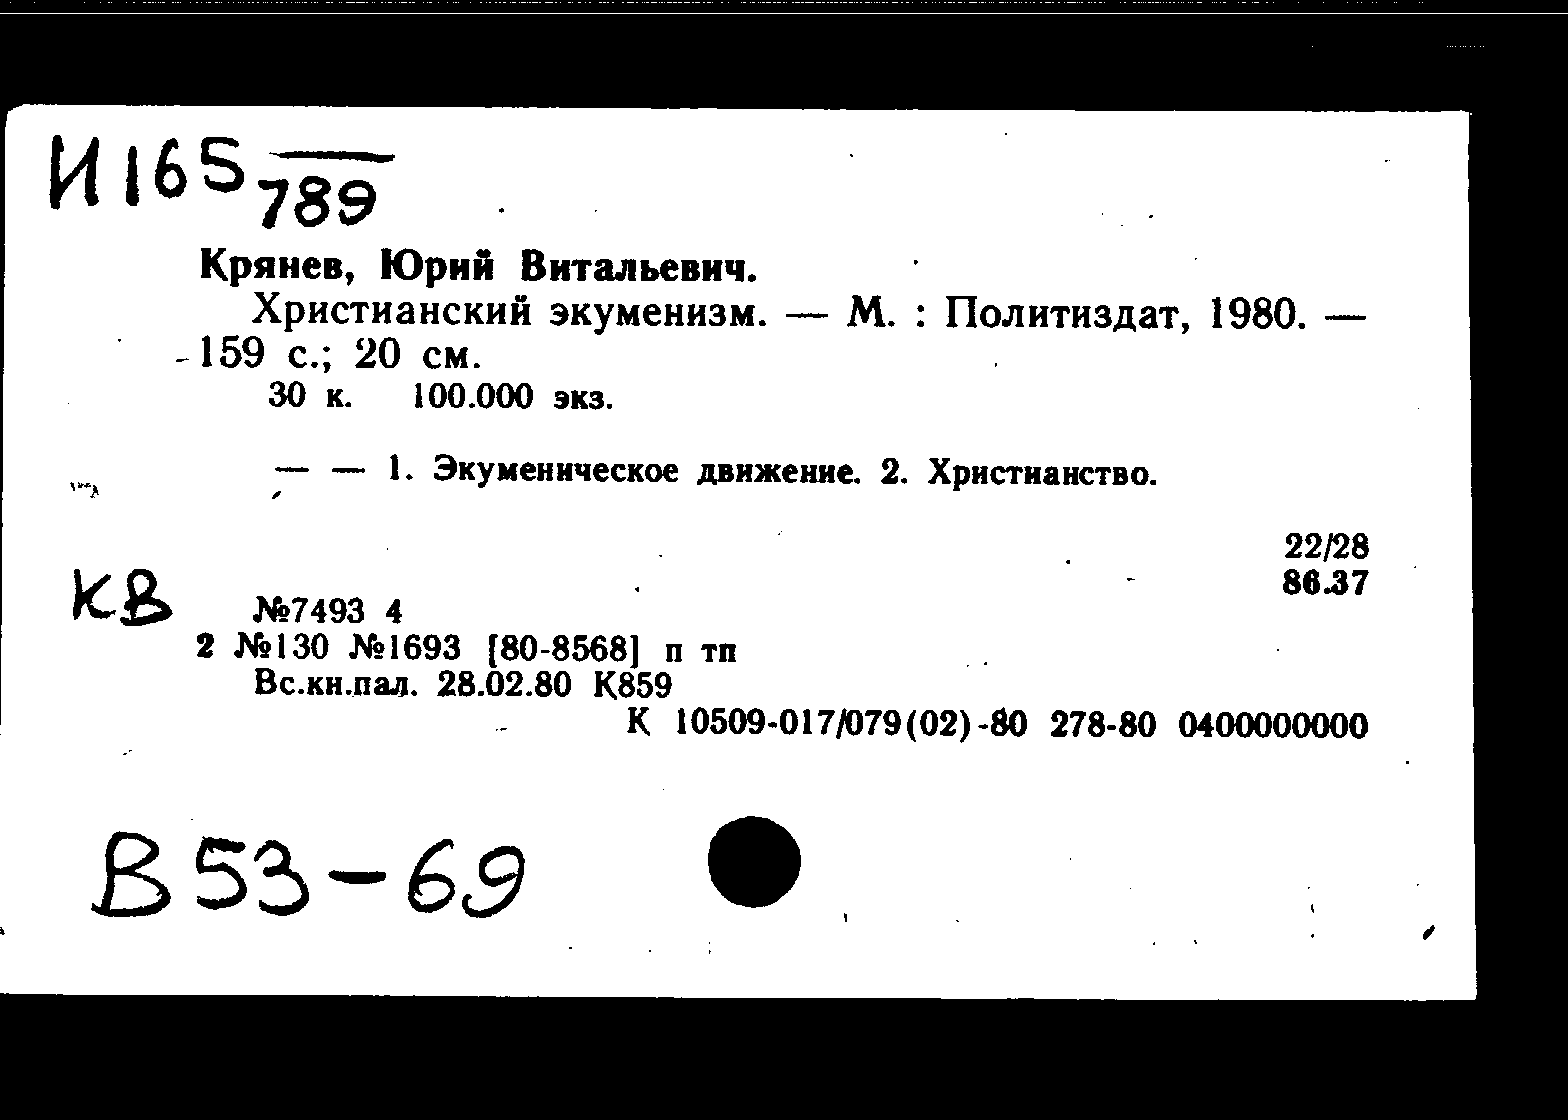 И 165 789
Крянев, Юрий Витальевич.
Христианский экуменизм. — М. : Политиздат, 1980. —
159 с.; 20 см.
30 к. 100.000 экз.
— — 1. Экуменическое движение. 2. Христианство.
22/28
86.37
КВ
№7493 4
2 №130 №1693 [80-8568] п тп
Вс.кн.пал. 28.02.80 К859
К 10509-017/079(02)-80 278-80 0400000000
В 53-69